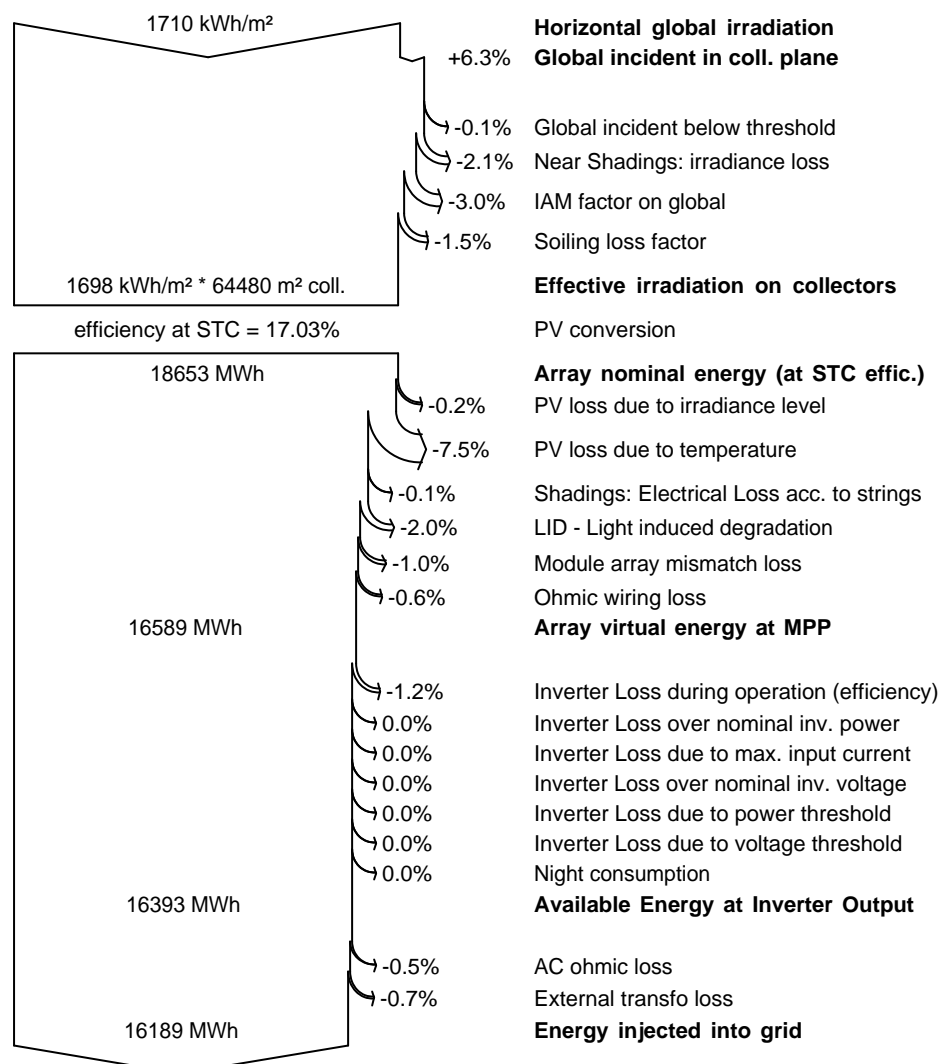 1710 kWh/m² Horizontal global irradiation
+6.3% Global incident in coll. plane
-0.1% Global incident below threshold
-2.1% Near Shadings: irradiance loss
-3.0% IAM factor on global
-1.5% Soiling loss factor
1698 kWh/m² * 64480 m² coll. Effective irradiation on collectors
efficiency at STC = 17.03% PV conversion
18653 MWh Array nominal energy (at STC effic.)
-0.2% PV loss due to irradiance level
-7.5% PV loss due to temperature
-0.1% Shadings: Electrical Loss acc. to strings
-2.0% LID - Light induced degradation
-1.0% Module array mismatch loss
-0.6% Ohmic wiring loss
16589 MWh Array virtual energy at MPP
-1.2% Inverter Loss during operation (efficiency)
0.0% Inverter Loss over nominal inv. power
0.0% Inverter Loss due to max. input current
0.0% Inverter Loss over nominal inv. voltage
0.0% Inverter Loss due to power threshold
0.0% Inverter Loss due to voltage threshold
0.0% Night consumption
16393 MWh Available Energy at Inverter Output
-0.5% AC ohmic loss
-0.7% External transfo loss
16189 MWh Energy injected into grid